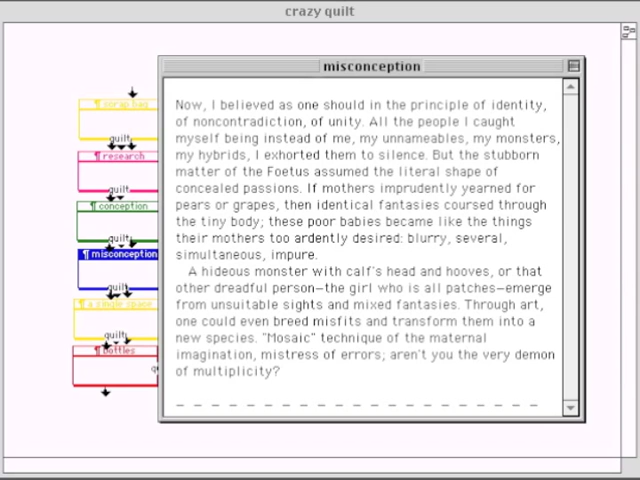 crazy quilt
misconception
Now, I believed as one should in the principle of identity,
of noncontradiction, of unity. All the people I caught
myself being instead of me, my unnameables, my monsters,
my hybrids, I exhorted them to silence. But the stubborn
matter of the Foetus assumed the literal shape of
concealed passions. If mothers imprudently yearned for
pears or grapes, then identical fantasies coursed through
the tiny body; these poor babies became like the things
their mothers too ardently desired: blurry, several,
simultaneous, impure.
A hideous monster with calf's head and hooves, or that
other dreadful person—the girl who is all patches—emerge
from unsuitable sights and mixed fantasies. Through art,
one could even breed misfits and transform them into a
new species. "Mosaic" technique of the maternal
imagination, mistress of errors; aren't you the very demon
of multiplicity?
¶ scrap bag
quilt
¶ research
quilt
¶ conception
quilt
¶ misconception
quilt
¶ a single space
quilt
¶ bottles